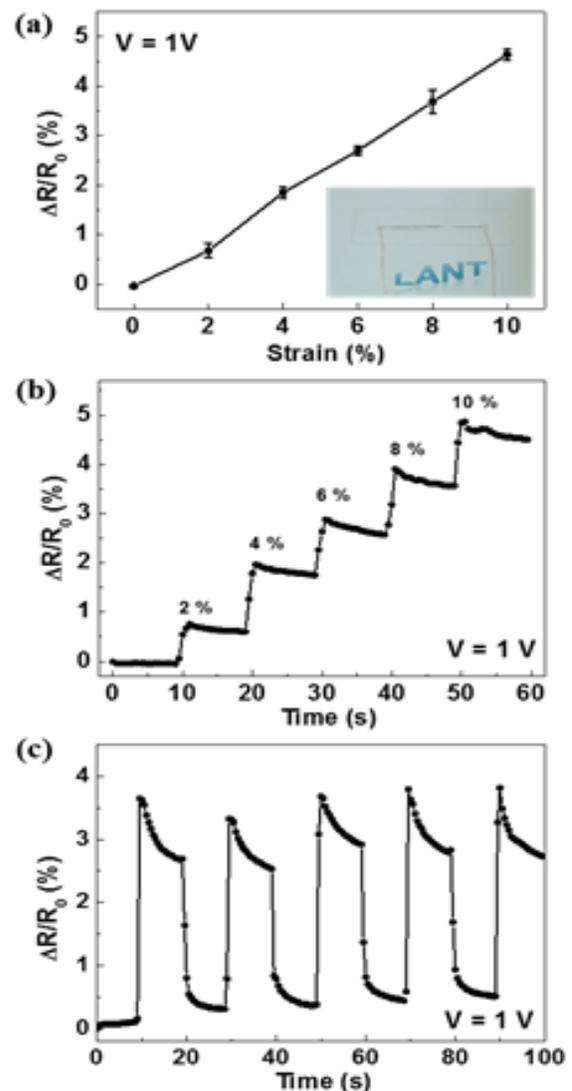 (a)
V = 1V
ΔR/R₀ (%)
5
4
3
2
1
0
LANT
0 2 4 6 8 10
Strain (%)
(b)
ΔR/R₀ (%)
5
4
3
2
1
0
2 %
4 %
6 %
8 %
10 %
V = 1 V
0 10 20 30 40 50 60
Time (s)
(c)
ΔR/R₀ (%)
4
3
2
1
0
V = 1 V
0 20 40 60 80 100
Time (s)